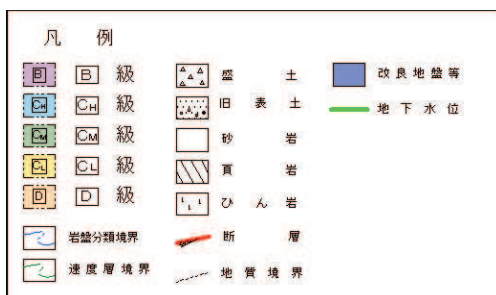 凡例
B B 級
CH CH 級
CM CM 級
CL CL 級
D D 級
岩盤分類境界
速度層境界
盛土
旧表土
砂岩
頁岩
ひん岩
断層
地質境界
改良地盤等
地下水位